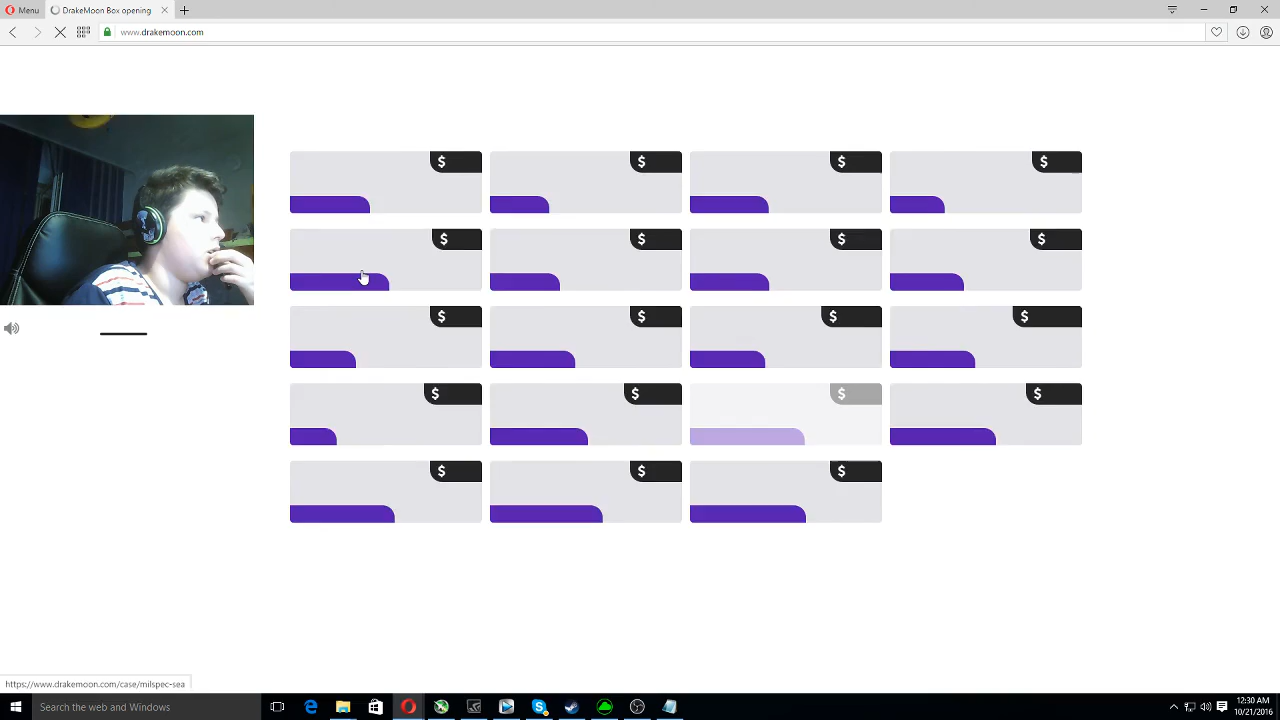 Menu
DrakeMoon Box opening
www.drakemoon.com
$ $ $ $
$ $ $ $
$ $ $ $
$ $ $ $
$ $ $
https://www.drakemoon.com/case/milspec-sea
Search the web and Windows
12:30 AM
10/21/2016